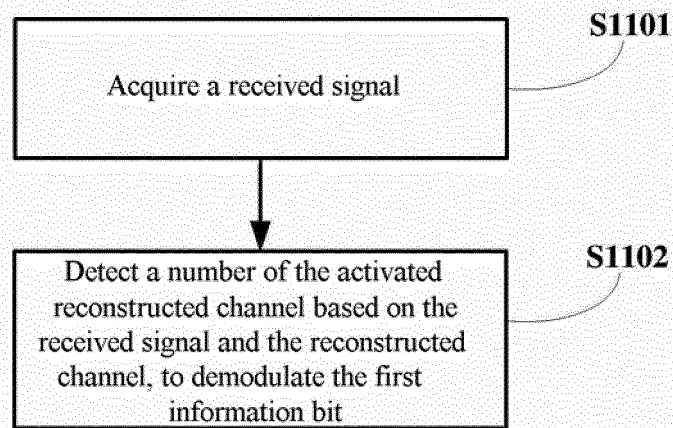 S1101
Acquire a received signal
S1102
Detect a number of the activated
reconstructed channel based on the
received signal and the reconstructed
channel, to demodulate the first
information bit